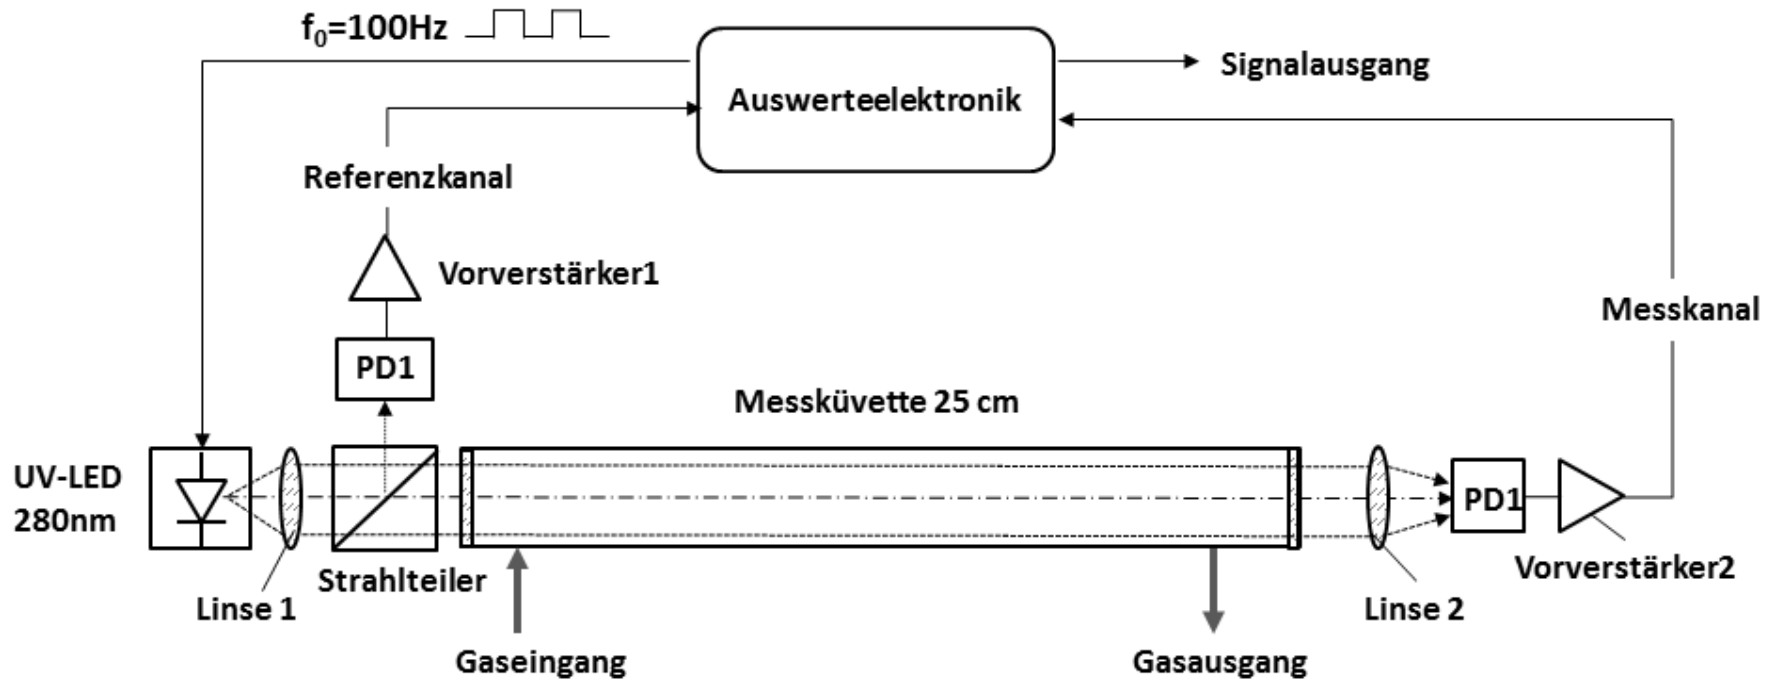 f₀=100Hz
Auswerteelektronik
Signalausgang
Referenzkanal
Vorverstärker1
Messkanal
PD1
Messküvette 25 cm
UV-LED
280nm
PD1
Strahlteiler
Vorverstärker2
Linse 1
Linse 2
Gaseingang
Gasausgang